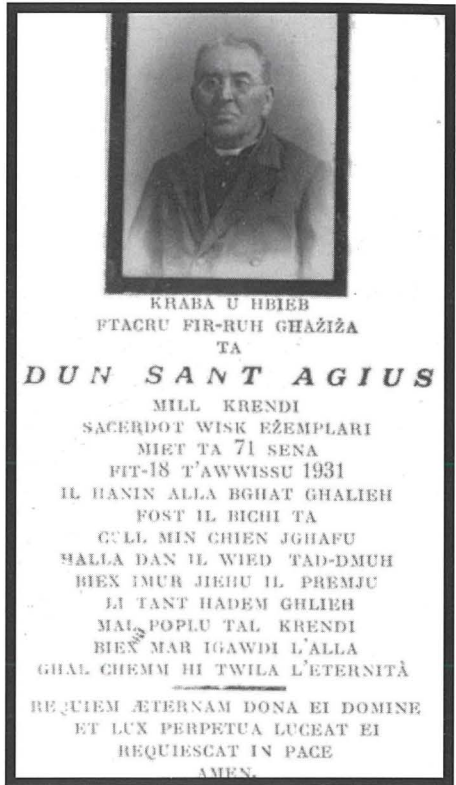 KRABA U HBIEB
FTACRU FIR-RUH GHAŻIŻA
TA
DUN SANT AGIUS
MILL KRENDI
SACERDOT WISK EŻEMPLARI
MIET TA 71 SENA
FIT-18 T'AWWISSU 1931
IL HANIN ALLA BGHAT GHALIEH
FOST IL BICHI TA
CULL MIN CHIEN JGHAFU
HALLA DAN IL WIED TAD-DMUH
BIEX IMUR JIEHU IL PREMJU
LI TANT HADEM GHLIEH
MAL POPLU TAL KRENDI
BIEX MAR IGAWDI L'ALLA
GHAL CHEMM HI TWILA L'ETERNITÀ
REQUIEM ÆTERNAM DONA EI DOMINE
ET LUX PERPETUA LUCEAT EI
REQUIESCAT IN PACE
AMEN.